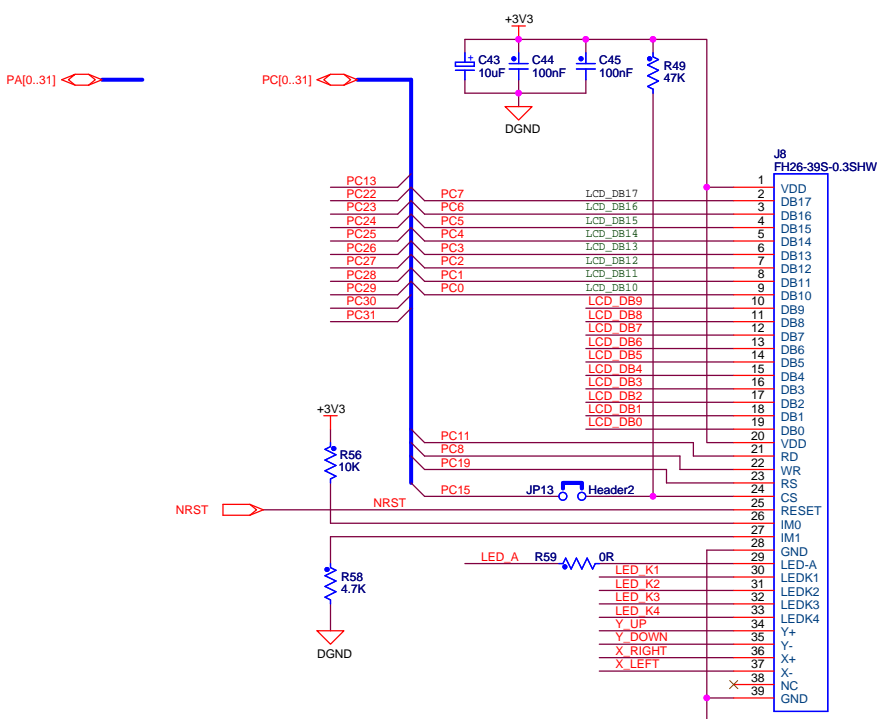 +3V3
PA[0..31]
PC[0..31]
C43
10uF
C44
100nF
C45
100nF
R49
47K
DGND
J8
FH26-39S-0.3SHW
PC13
PC22 PC7 LCD_DB17
PC23 PC6 LCD_DB16
PC24 PC5 LCD_DB15
PC25 PC4 LCD_DB14
PC26 PC3 LCD_DB13
PC27 PC2 LCD_DB12
PC28 PC1 LCD_DB11
PC29 PC0 LCD_DB10
PC30 LCD_DB9
PC31 LCD_DB8
LCD_DB7
LCD_DB6
LCD_DB5
LCD_DB4
LCD_DB3
LCD_DB2
LCD_DB1
LCD_DB0
1 VDD
2 DB17
3 DB16
4 DB15
5 DB14
6 DB13
7 DB12
8 DB11
9 DB10
10 DB9
11 DB8
12 DB7
13 DB6
14 DB5
15 DB4
16 DB3
17 DB2
18 DB1
19 DB0
20 VDD
21 RD
22 WR
23 RS
24 CS
25 RESET
26 IM0
27 IM1
28 GND
29 LED-A
30 LEDK1
31 LEDK2
32 LEDK3
33 LEDK4
34 Y+
35 Y-
36 X+
37 X-
38 NC
39 GND
+3V3
R56
10K
PC11
PC8
PC19
PC15
JP13 Header2
NRST NRST
LED_A R59 0R
LED_K1
LED_K2
LED_K3
LED_K4
Y_UP
Y_DOWN
X_RIGHT
X_LEFT
R58
4.7K
DGND